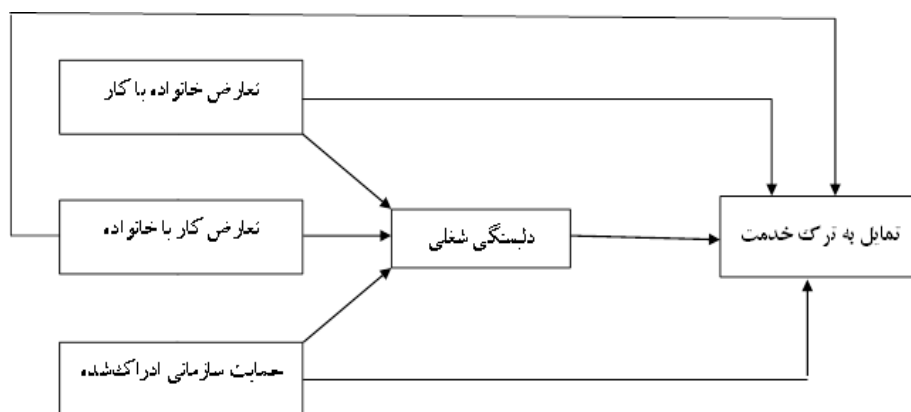 تعارض خانواده با کار
تعارض کار با خانواده
دلبستگی شغلی
تمایل به ترک خدمت
حمایت سازمانی ادراک‌شده